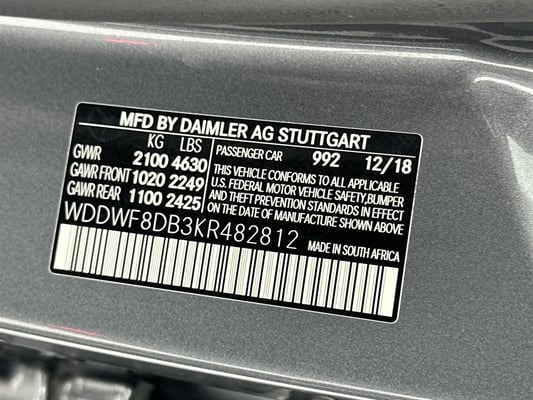 MFD BY DAIMLER AG STUTTGART
KG LBS
GVWR 2100 4630
GAWR FRONT 1020 2249
GAWR REAR 1100 2425
PASSENGER CAR 992 12/18
THIS VEHICLE CONFORMS TO ALL APPLICABLE
U.S. FEDERAL MOTOR VEHICLE SAFETY, BUMPER
AND THEFT PREVENTION STANDARDS IN EFFECT
ON THE DATE OF MANUFACTURE SHOWN ABOVE
WDDWF8DB3KR482812
MADE IN SOUTH AFRICA